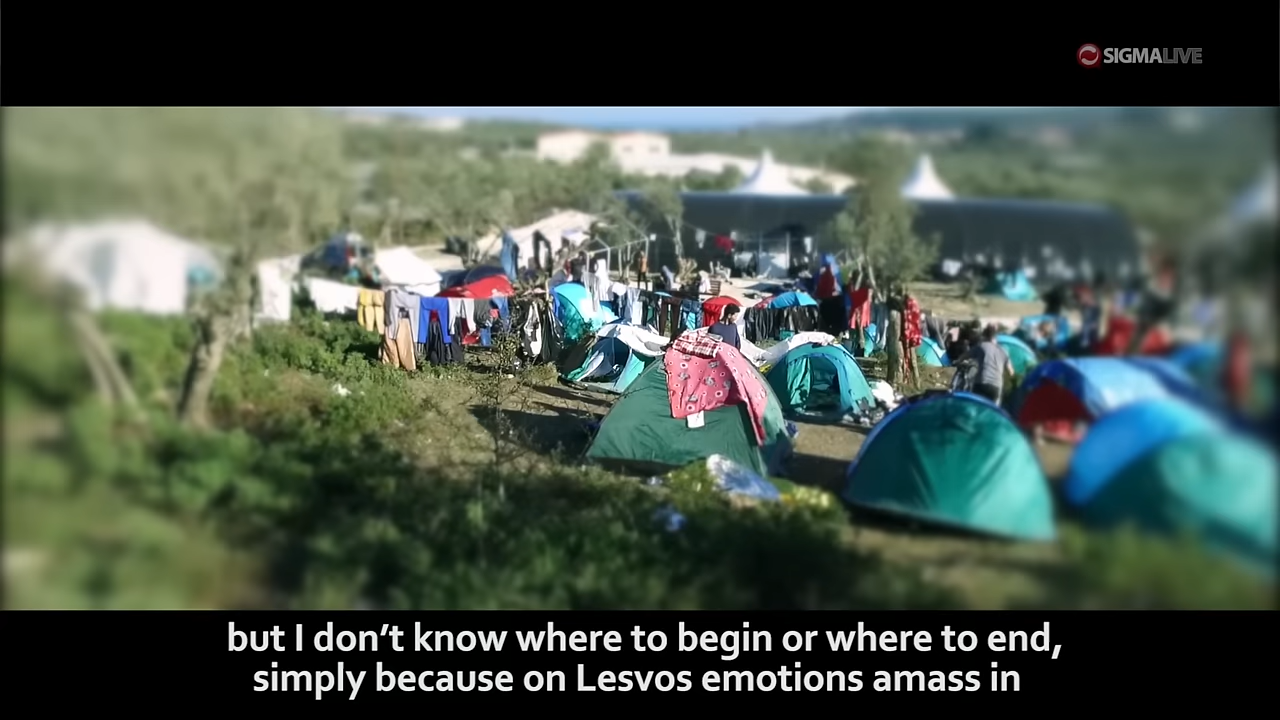 SIGMALIVE
but I don't know where to begin or where to end,
simply because on Lesvos emotions amass in